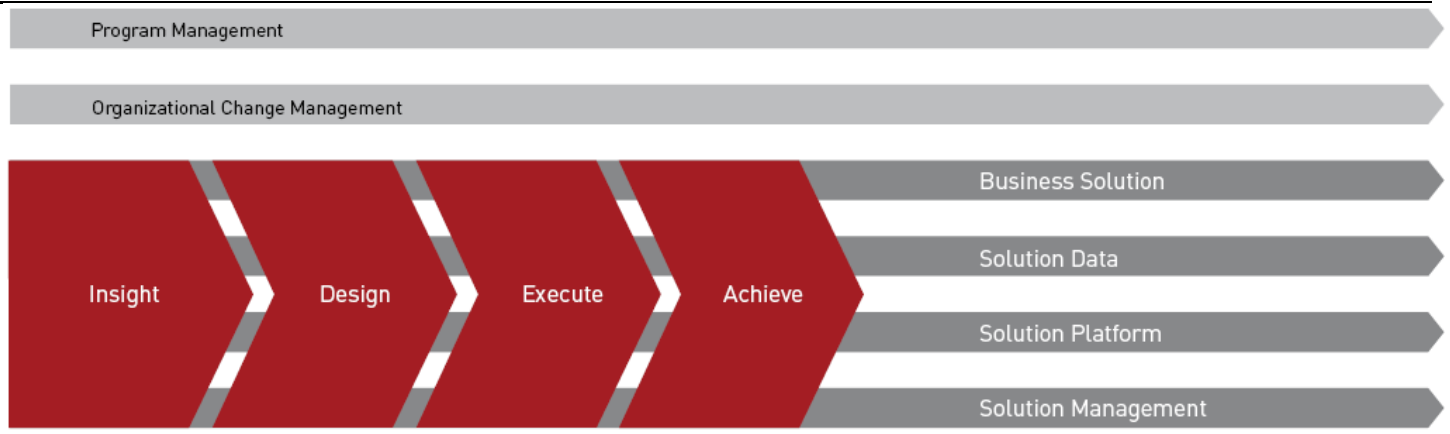 Program Management
Organizational Change Management
Business Solution
Solution Data
Insight
Design
Execute
Achieve
Solution Platform
Solution Management